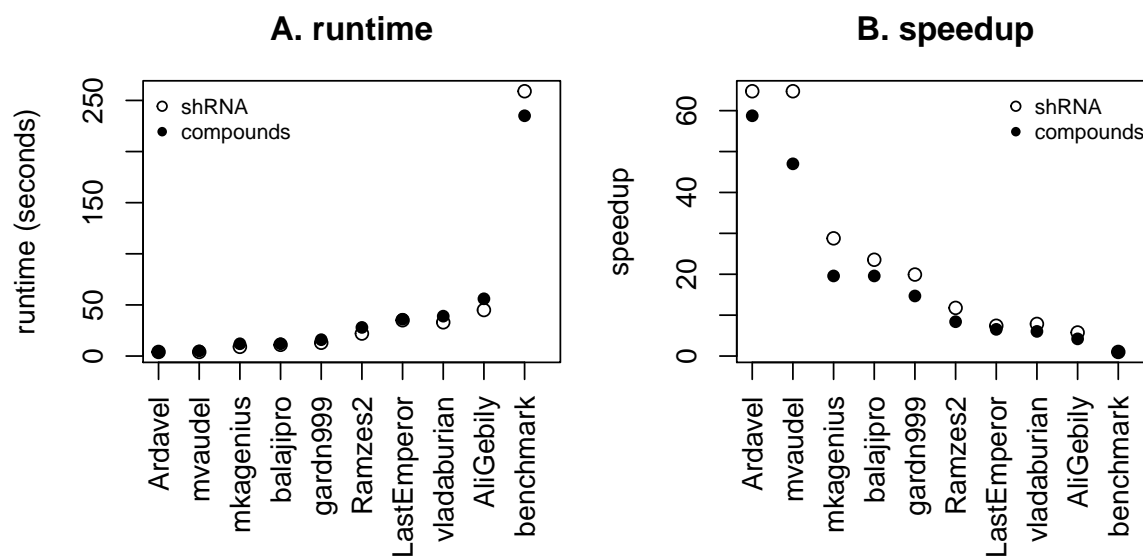 A. runtime
runtime (seconds)
250
150
50
0
shRNA
compounds
Ardavel
mvaudel
mkagenius
balajipro
gardn999
Ramzes2
LastEmperor
vladaburian
AliGebily
benchmark
B. speedup
speedup
60
40
20
0
shRNA
compounds
Ardavel
mvaudel
mkagenius
balajipro
gardn999
Ramzes2
LastEmperor
vladaburian
AliGebily
benchmark